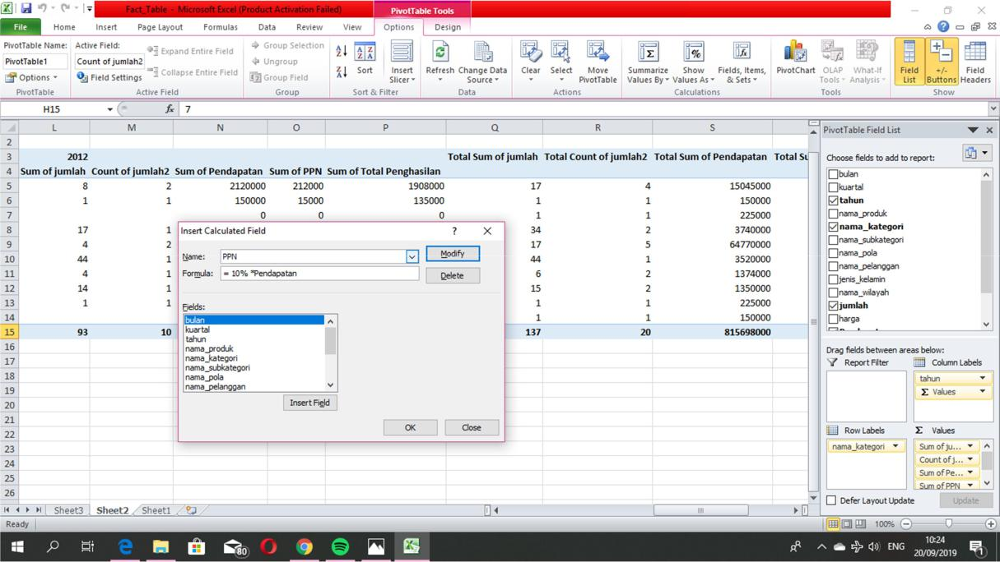 Fact_Table - Microsoft Excel (Product Activation Failed)
PivotTable Tools
File Home Insert Page Layout Formulas Data Review View Options Design
PivotTable Name: Active Field:
PivotTable1 Count of jumlah2
Options Field Settings
Expand Entire Field
Collapse Entire Field
Group Selection
Ungroup
Group Field
Sort
Insert Slicer
Refresh
Change Data Source
Clear
Select
Move PivotTable
Summarize Values By
Show Values As
Fields, Items, & Sets
PivotChart
OLAP Tools
What-If Analysis
Field List
+/- Buttons
Field Headers
PivotTable Active Field Group Sort & Filter Data Actions Calculations Tools Show
H15 fx 7
L M N O P Q R S
2
3 2012 Total Sum of jumlah Total Count of jumlah2 Total Sum of Pendapatan Total Su
4 Sum of jumlah Count of jumlah2 Sum of Pendapatan Sum of PPN Sum of Total Penghasilan
5 8 2 2120000 212000 1908000 17 4 15045000
6 1 1 150000 15000 135000 1 1 150000
7 0 0 0 1 1 225000
8 17 1 34 2 3740000
9 4 2 17 5 64770000
10 44 1 44 1 3520000
11 4 1 6 2 1374000
12 14 1 15 2 1350000
13 1 1 1 1 225000
14 1 1 150000
15 93 10 137 20 815698000
16
17
18
19
20
21
22
23
24
25
26
Insert Calculated Field ?
Name: PPN Modify
Formula: = 10% *Pendapatan Delete
Fields:
bulan
kuartal
tahun
nama_produk
nama_kategori
nama_subkategori
nama_pola
nama_pelanggan
Insert Field
OK Close
PivotTable Field List
Choose fields to add to report:
bulan
kuartal
tahun
nama_produk
nama_kategori
nama_subkategori
nama_pola
nama_pelanggan
jenis_kelamin
nama_wilayah
jumlah
harga
Drag fields between areas below:
Report Filter Column Labels
tahun
Σ Values
Row Labels Σ Values
nama_kategori Sum of ju...
Count of j...
Sum of Pe...
Sum of PPN
Defer Layout Update Update
Sheet3 Sheet2 Sheet1
Ready 100%
80
ENG
10:24
20/09/2019
1